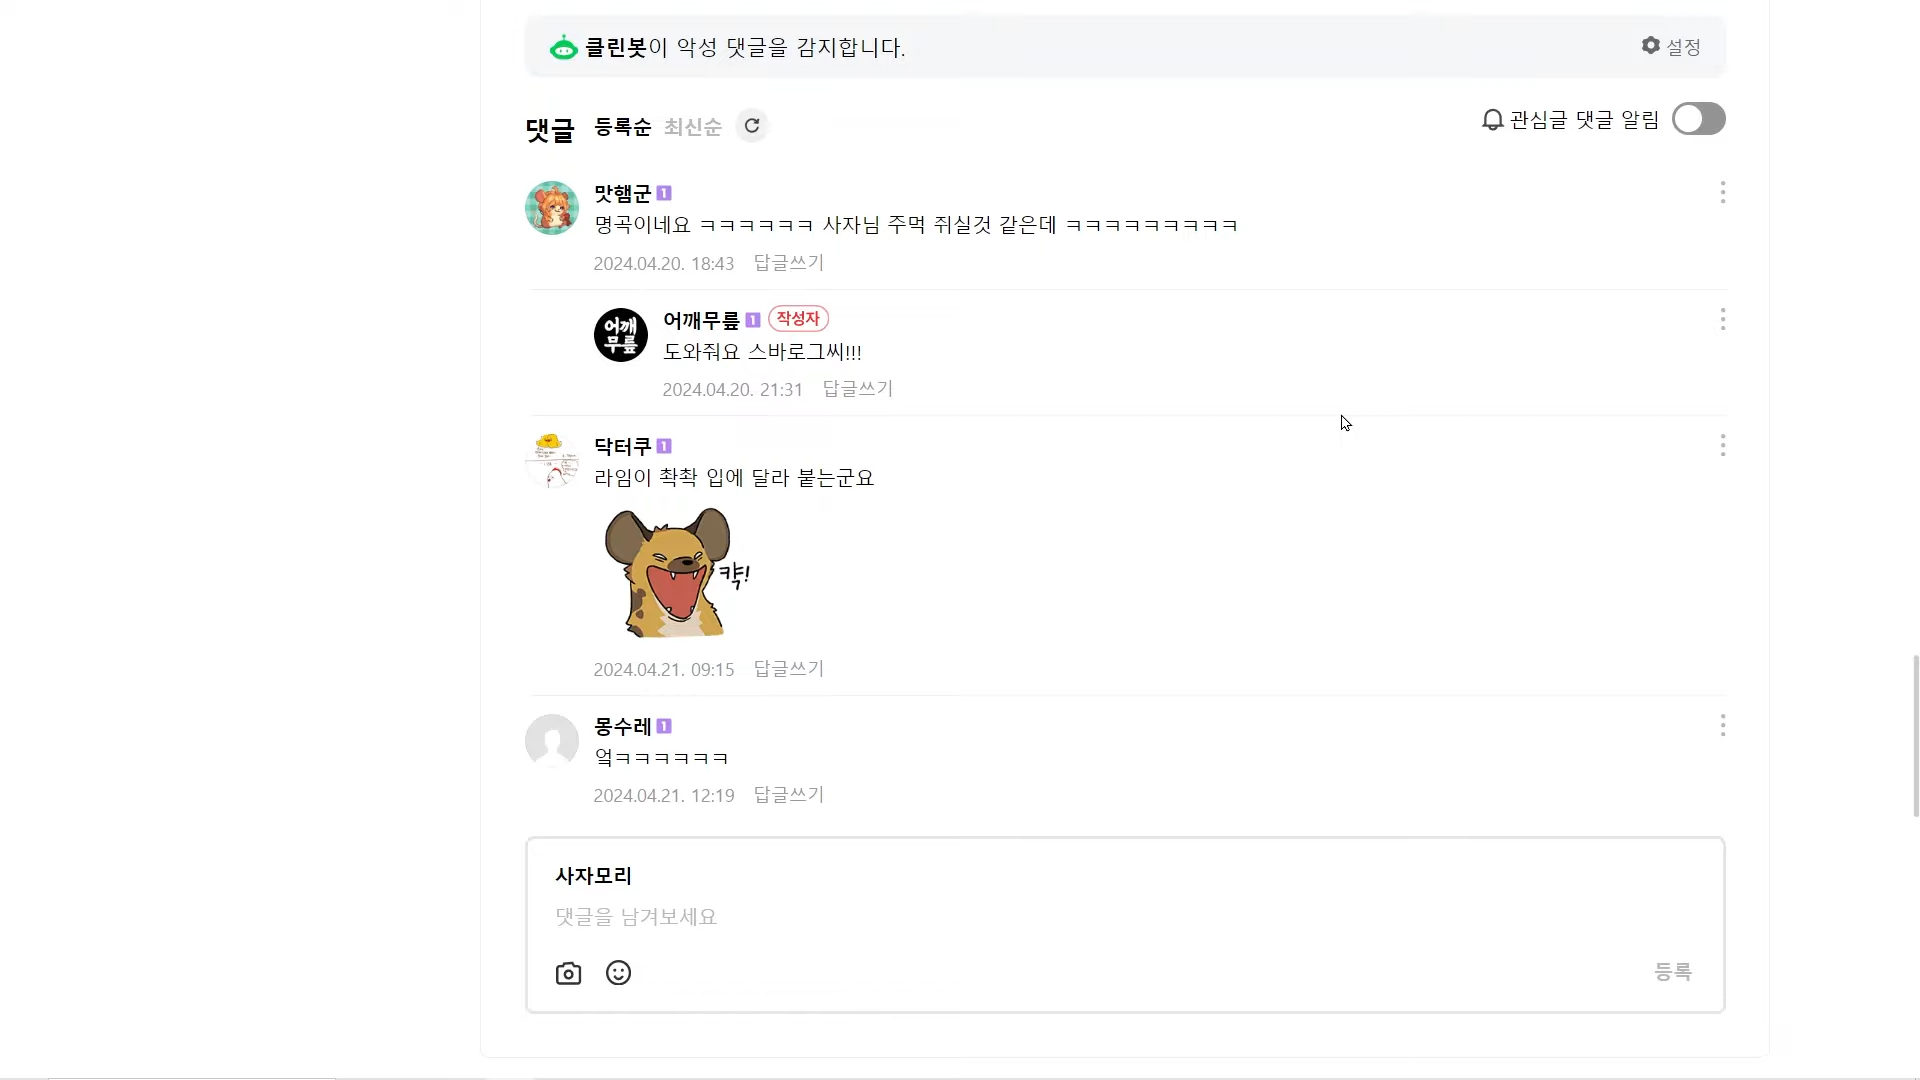 클린봇이 악성 댓글을 감지합니다.
설정
댓글 등록순 최신순
관심글 댓글 알림
맛햄군 1
명곡이네요 ㅋㅋㅋㅋㅋㅋ 사자님 주먹 쥐실것 같은데 ㅋㅋㅋㅋㅋㅋㅋㅋㅋ
2024.04.20. 18:43 답글쓰기
어깨
무릎
어깨무릎 1 작성자
도와줘요 스바로그씨!!!
2024.04.20. 21:31 답글쓰기
닥터쿠 1
라임이 촥촥 입에 달라 붙는군요
캭!
2024.04.21. 09:15 답글쓰기
몽수레 1
엌ㅋㅋㅋㅋㅋㅋ
2024.04.21. 12:19 답글쓰기
사자모리
댓글을 남겨보세요
등록